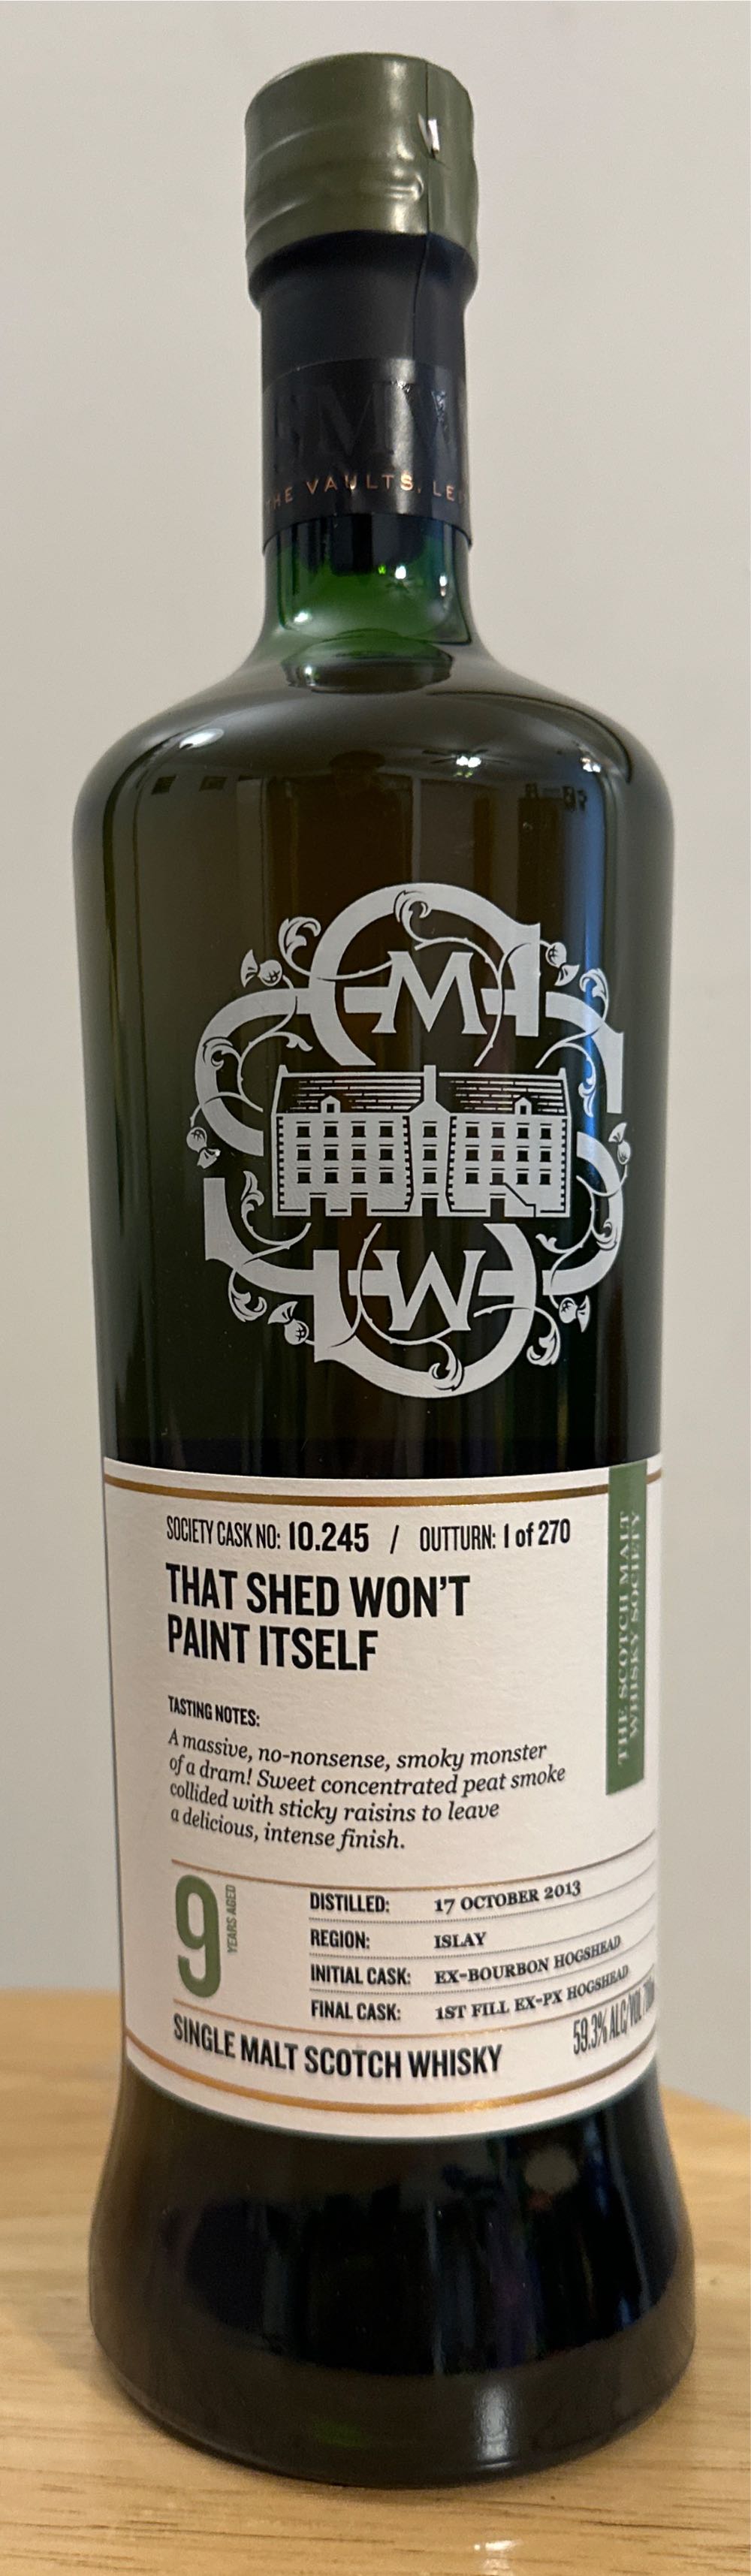 SMW
THE VAULTS, LEI
M
W
SOCIETY CASK NO: 10.245 / OUTTURN: 1 of 270
THAT SHED WON'T
PAINT ITSELF
TASTING NOTES:
A massive, no-nonsense, smoky monster
of a dram! Sweet concentrated peat smoke
collided with sticky raisins to leave
a delicious, intense finish.
THE SCOTCH MALT
WHISKY SOCIETY
9 YEARS AGED
DISTILLED: 17 OCTOBER 2013
REGION: ISLAY
INITIAL CASK: EX-BOURBON HOGSHEAD
FINAL CASK: 1ST FILL EX-PX HOGSHEAD
SINGLE MALT SCOTCH WHISKY
59.3% ALC/VOL